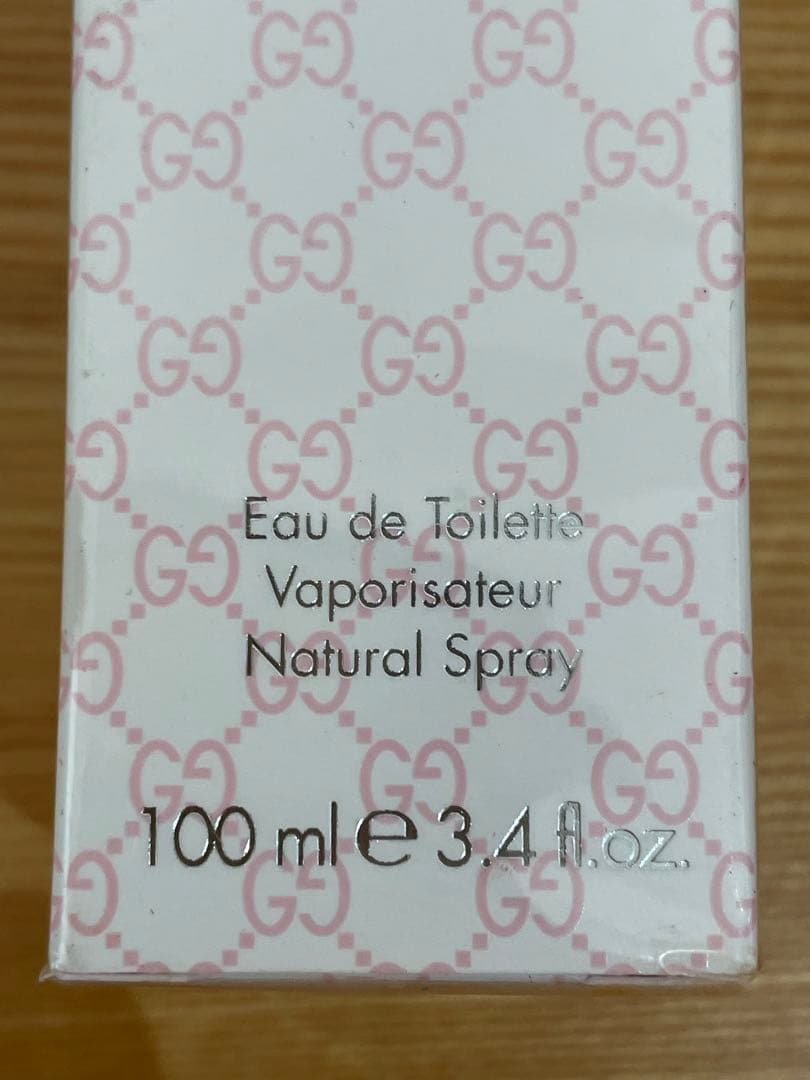 Eau de Toilette
Vaporisateur
Natural Spray
100 ml e 3.4 fl.oz.